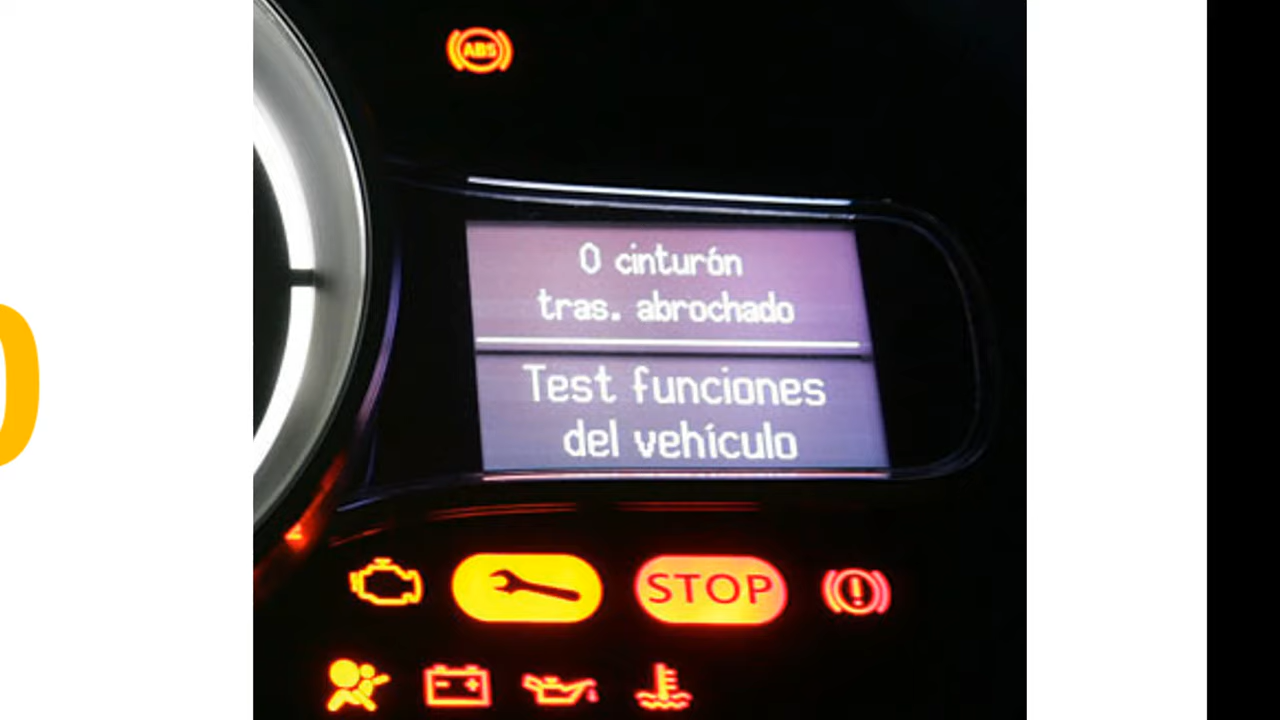 ABS
0 cinturón
tras. abrochado
Test funciones
del vehículo
STOP